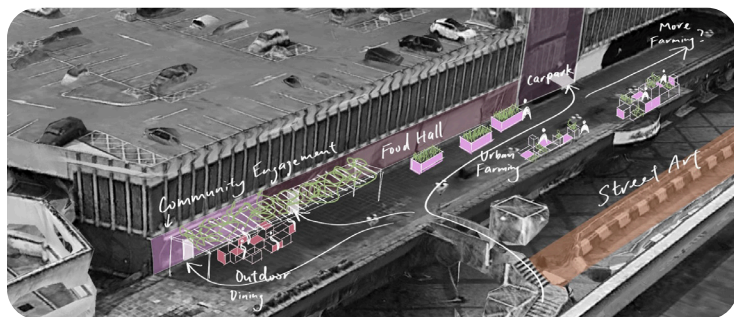 More
Farming?
Carpark
Food Hall
Community Engagement
Urban
Farming
Street Art
Outdoor
Dining